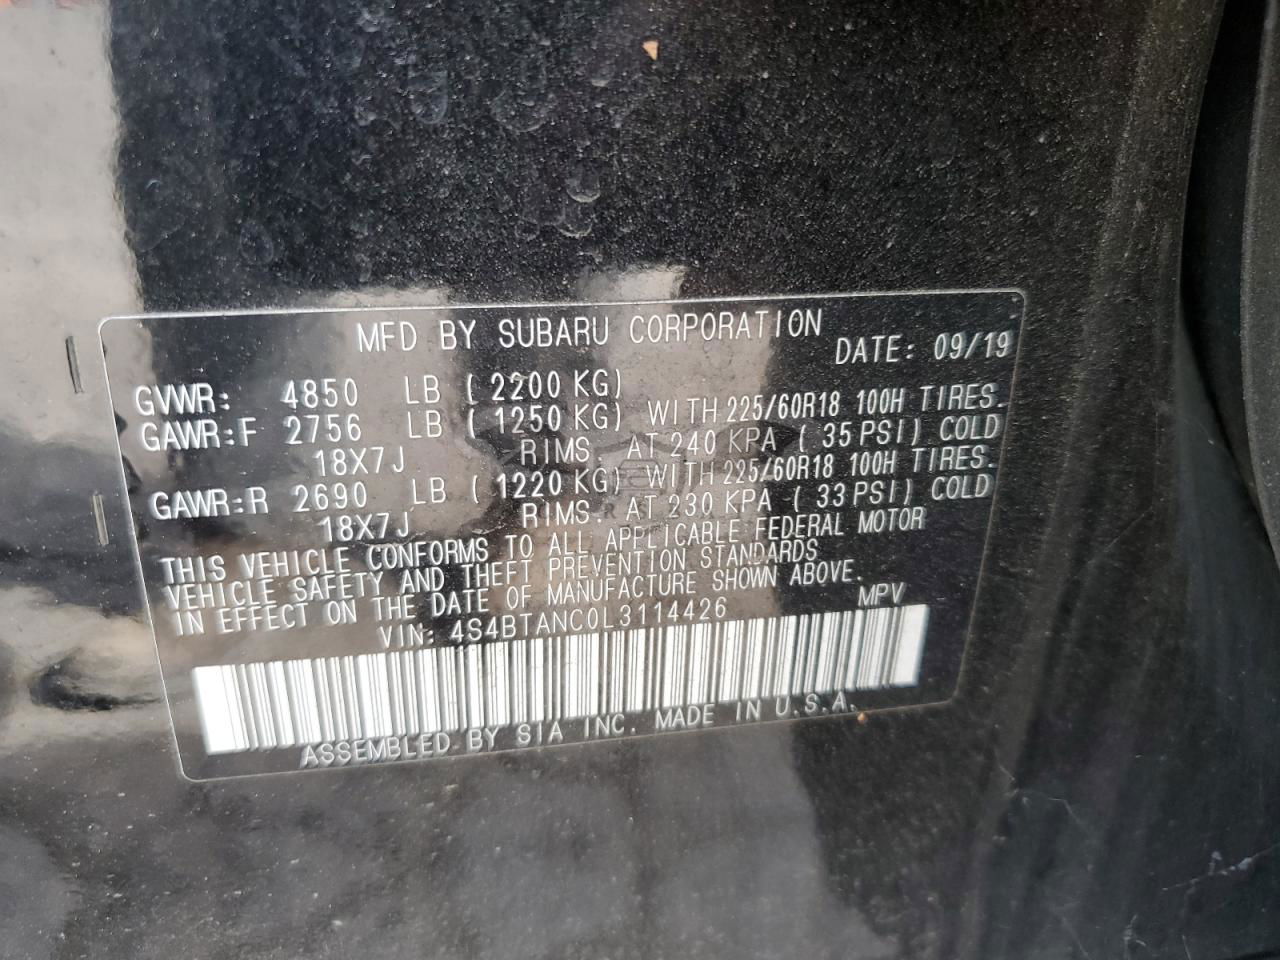 MFD BY SUBARU CORPORATION
DATE: 09/19
GVWR: 4850 LB ( 2200 KG)
GAWR:F 2756 LB ( 1250 KG) WITH 225/60R18 100H TIRES.
18X7J RIMS. AT 240 KPA ( 35 PSI) COLD
GAWR:R 2690 LB ( 1220 KG) WITH 225/60R18 100H TIRES.
18X7J RIMS. AT 230 KPA ( 33 PSI) COLD
THIS VEHICLE CONFORMS TO ALL APPLICABLE FEDERAL MOTOR
VEHICLE SAFETY AND THEFT PREVENTION STANDARDS
IN EFFECT ON THE DATE OF MANUFACTURE SHOWN ABOVE.
VIN: 4S4BTANC0L3114426 MPV
ASSEMBLED BY SIA INC. MADE IN U.S.A.